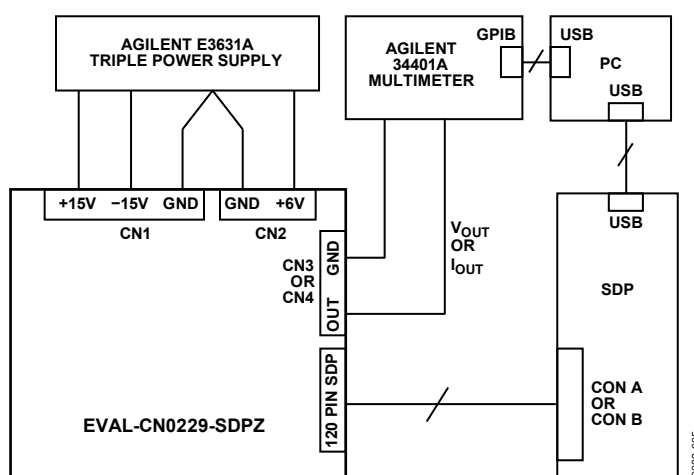 AGILENT E3631A
TRIPLE POWER SUPPLY
AGILENT
34401A
MULTIMETER
GPIB
USB
PC
USB
+15V −15V GND
GND +6V
CN1
CN2
CN3
OR
CN4
GND
OUT
VOUT
OR
IOUT
USB
SDP
120 PIN SDP
CON A
OR
CON B
EVAL-CN0229-SDPZ